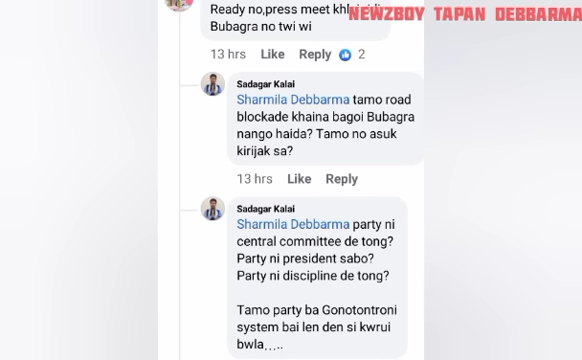 NEWZBOY TAPAN DEBBARMA
Ready no,press meet
Bubagra no twi wi
13 hrs Like Reply 2
Sadagar Kalai
Sharmila Debbarma tamo road
blockade khaina bagoi Bubagra
nango haida? Tamo no asuk
kirijak sa?
13 hrs Like Reply
Sadagar Kalai
Sharmila Debbarma party ni
central committee de tong?
Party ni president sabo?
Party ni discipline de tong?
Tamo party ba Gonotontroni
system bai len den si kwrui
bwla.....